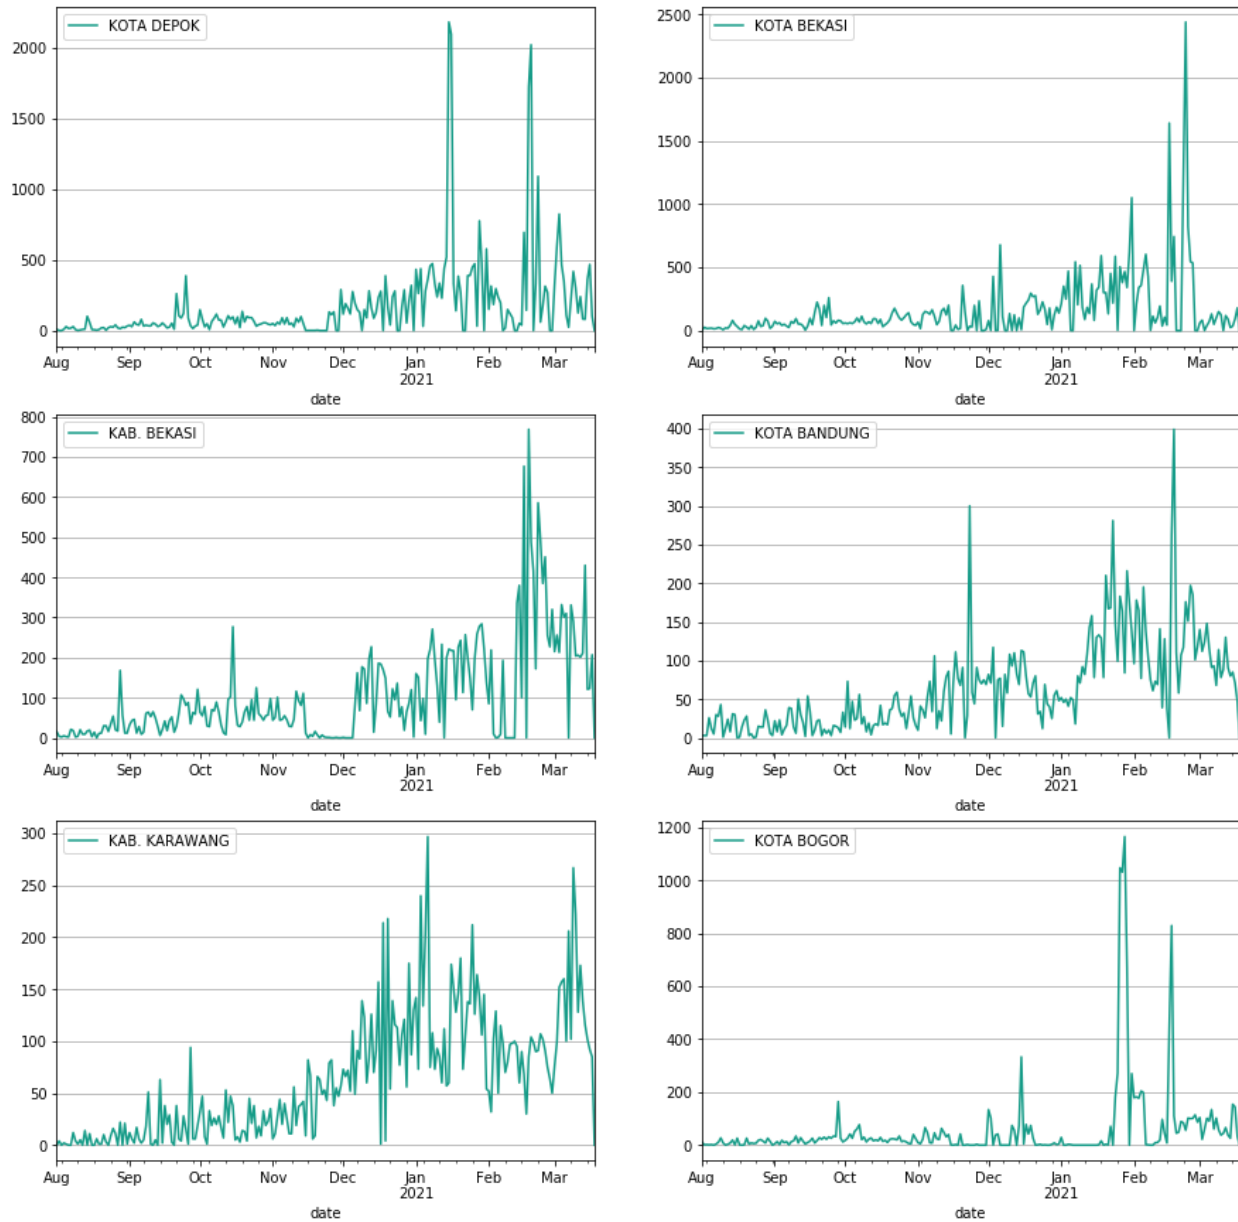 KOTA DEPOK
2000
1500
1000
500
0
Aug Sep Oct Nov Dec Jan Feb Mar
2021
date
KOTA BEKASI
2500
2000
1500
1000
500
0
Aug Sep Oct Nov Dec Jan Feb Mar
2021
date
KAB. BEKASI
800
700
600
500
400
300
200
100
0
Aug Sep Oct Nov Dec Jan Feb Mar
2021
date
KOTA BANDUNG
400
350
300
250
200
150
100
50
0
Aug Sep Oct Nov Dec Jan Feb Mar
2021
date
KAB. KARAWANG
300
250
200
150
100
50
0
Aug Sep Oct Nov Dec Jan Feb Mar
2021
date
KOTA BOGOR
1200
1000
800
600
400
200
0
Aug Sep Oct Nov Dec Jan Feb Mar
2021
date